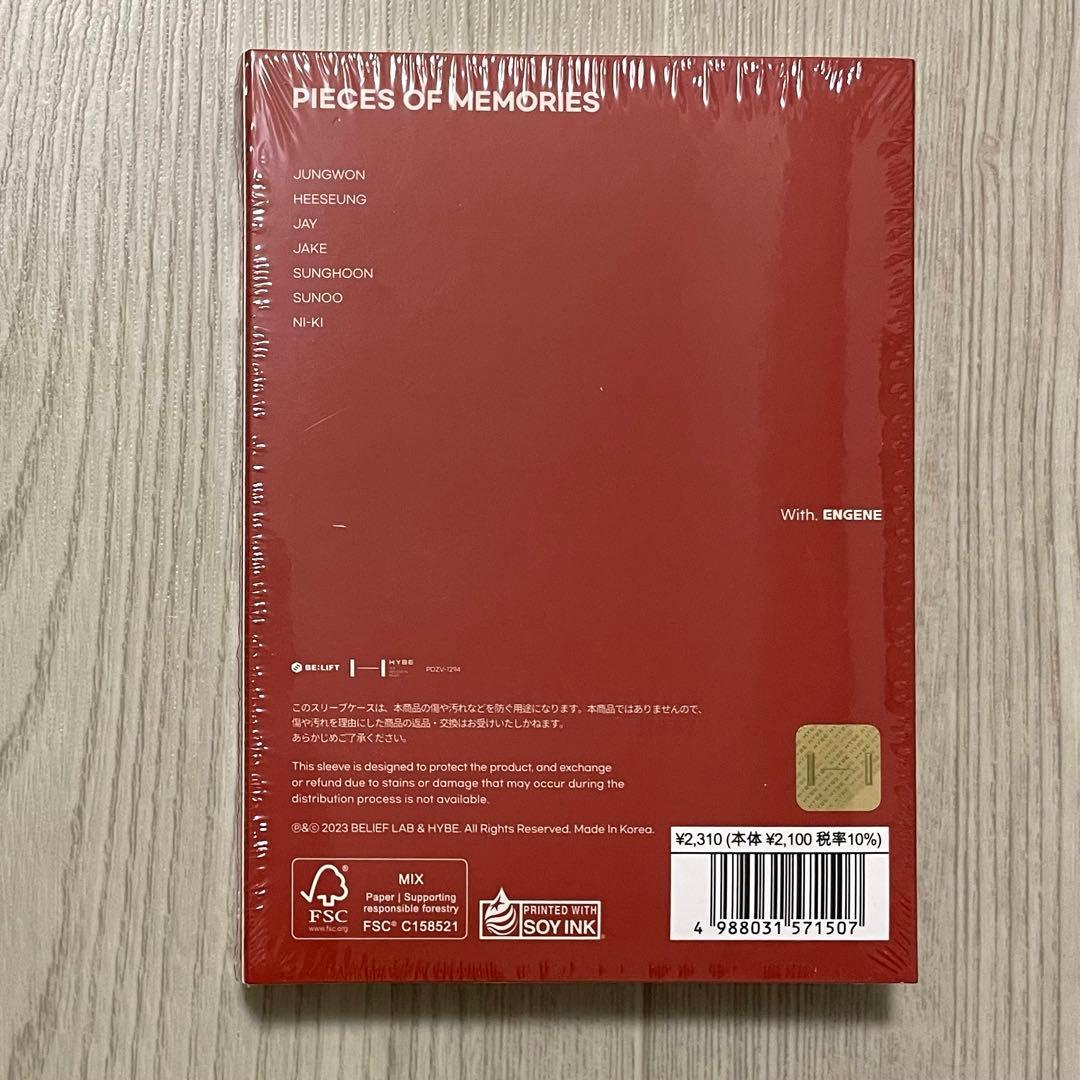 PIECES OF MEMORIES
JUNGWON
HEESEUNG
JAY
JAKE
SUNGHOON
SUNOO
NI-KI
With. ENGENE
BE:LIFT HYBE PDZV-1294
このスリーブケースは、本商品の傷や汚れなどを防ぐ用途になります。本商品ではありませんので、
傷や汚れを理由にした商品の返品・交換はお受けいたしかねます。
あらかじめご了承ください。
This sleeve is designed to protect the product, and exchange
or refund due to stains or damage that may occur during the
distribution process is not available.
℗&© 2023 BELIEF LAB & HYBE. All Rights Reserved. Made In Korea.
¥2,310 (本体 ¥2,100 税率10%)
4 988031 571507
FSC®
www.fsc.org
MIX
Paper | Supporting
responsible forestry
FSC® C158521
PRINTED WITH
SOY INK